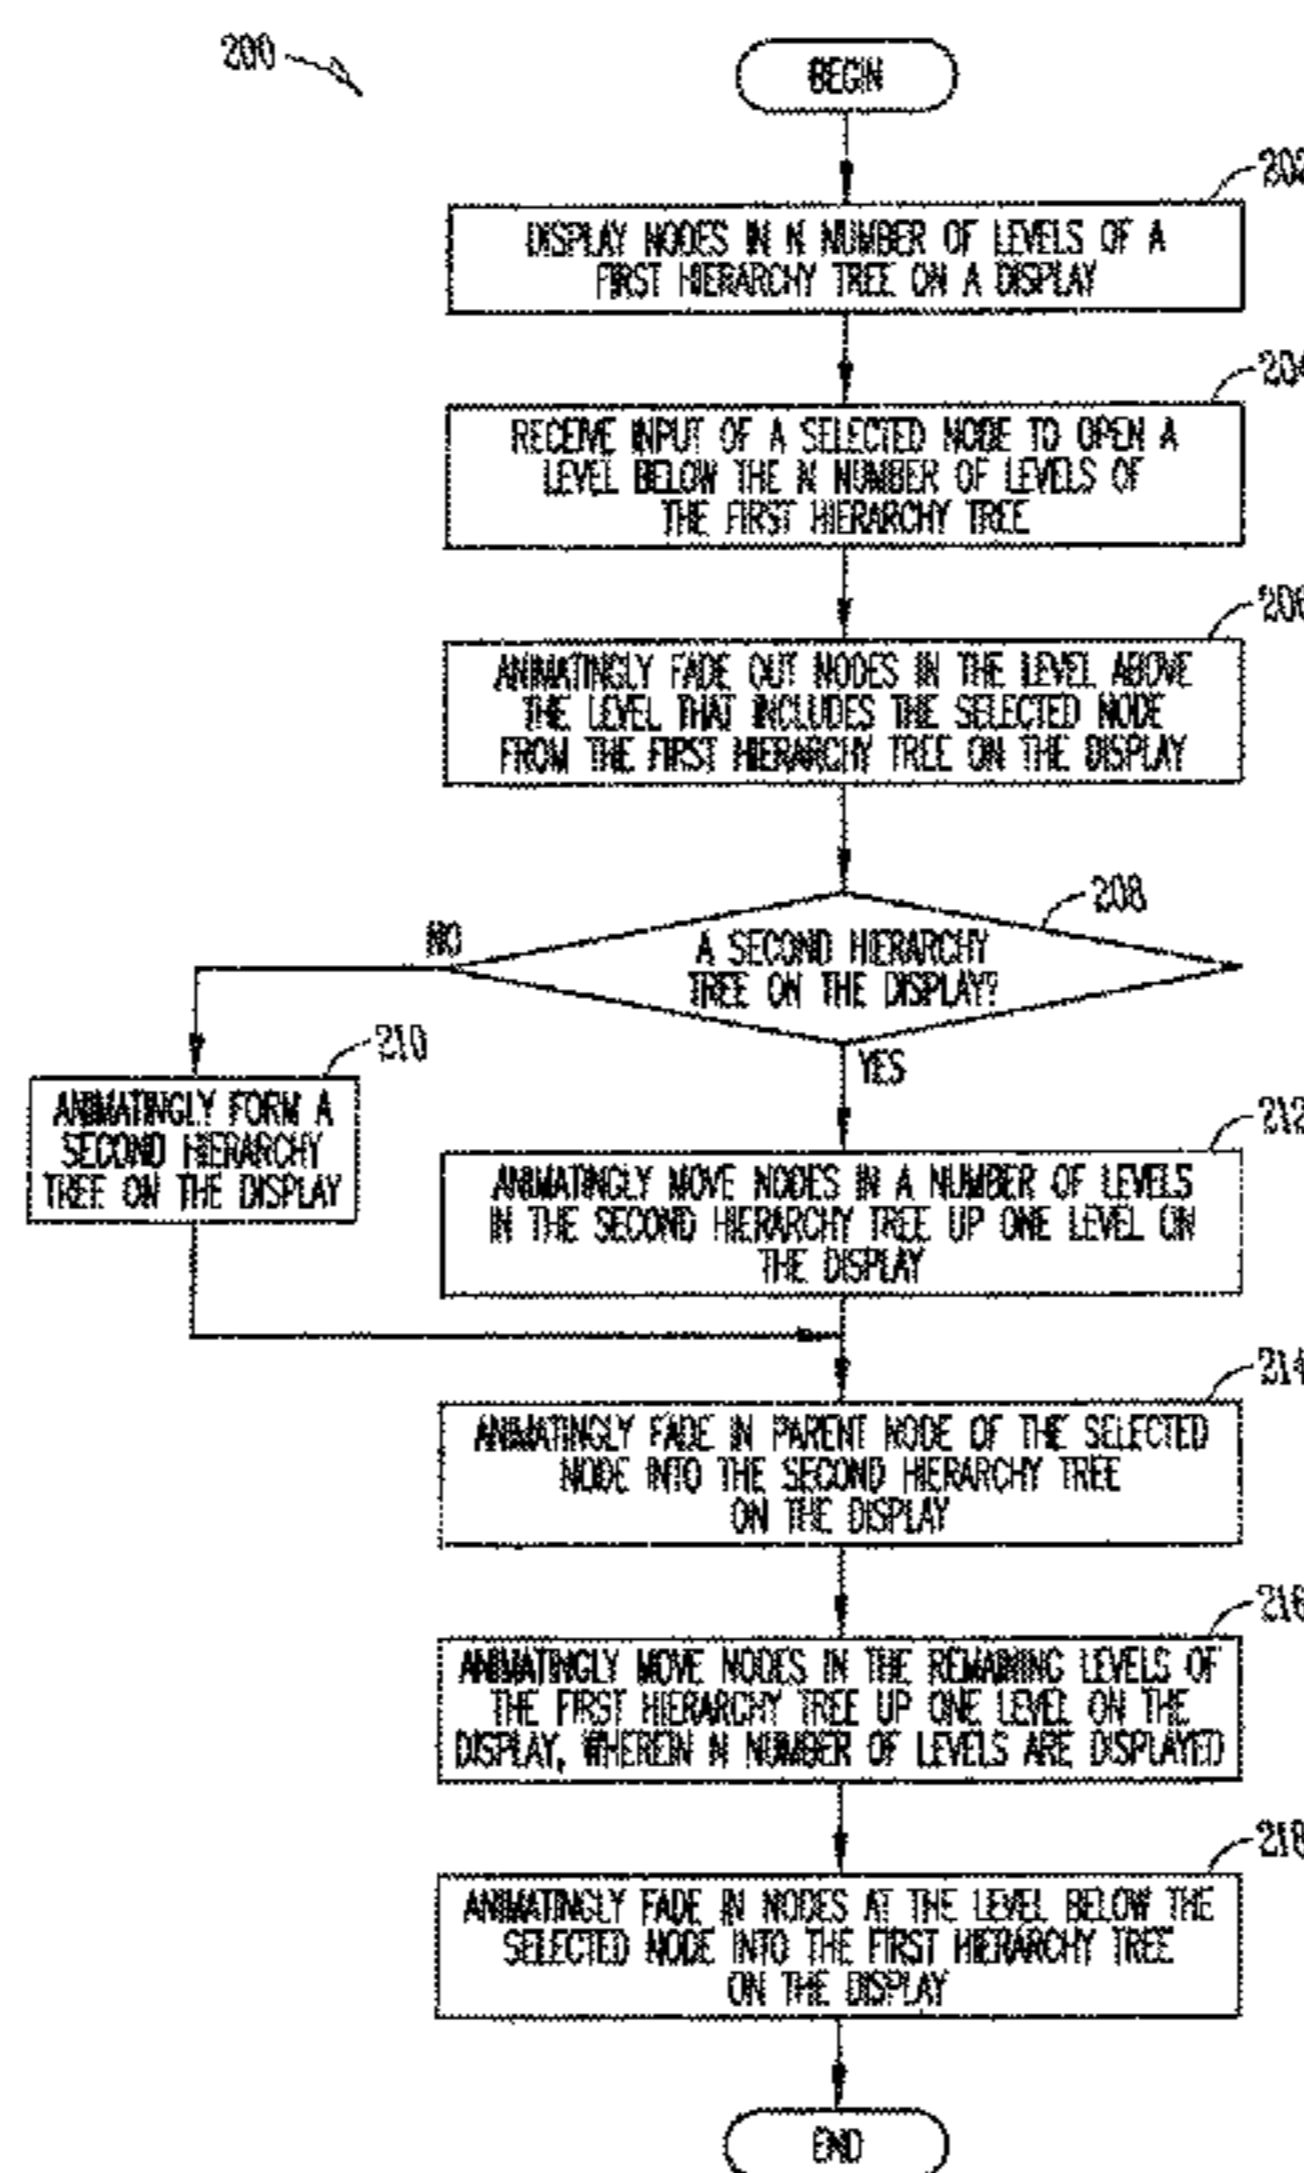 200
BEGIN
202
DISPLAY NODES IN N NUMBER OF LEVELS OF A
FIRST HIERARCHY TREE ON A DISPLAY
204
RECEIVE INPUT OF A SELECTED NODE TO OPEN A
LEVEL BELOW THE N NUMBER OF LEVELS OF
THE FIRST HIERARCHY TREE
206
ANIMATINGLY FADE OUT NODES IN THE LEVEL ABOVE
THE LEVEL THAT INCLUDES THE SELECTED NODE
FROM THE FIRST HIERARCHY TREE ON THE DISPLAY
208
A SECOND HIERARCHY
TREE ON THE DISPLAY?
NO
YES
210
ANIMATINGLY FORM A
SECOND HIERARCHY
TREE ON THE DISPLAY
212
ANIMATINGLY MOVE NODES IN A NUMBER OF LEVELS
IN THE SECOND HIERARCHY TREE UP ONE LEVEL ON
THE DISPLAY
214
ANIMATINGLY FADE IN PARENT NODE OF THE SELECTED
NODE INTO THE SECOND HIERARCHY TREE
ON THE DISPLAY
216
ANIMATINGLY MOVE NODES IN THE REMAINING LEVELS OF
THE FIRST HIERARCHY TREE UP ONE LEVEL ON THE
DISPLAY, WHEREIN N NUMBER OF LEVELS ARE DISPLAYED
218
ANIMATINGLY FADE IN NODES AT THE LEVEL BELOW THE
SELECTED NODE INTO THE FIRST HIERARCHY TREE
ON THE DISPLAY
END